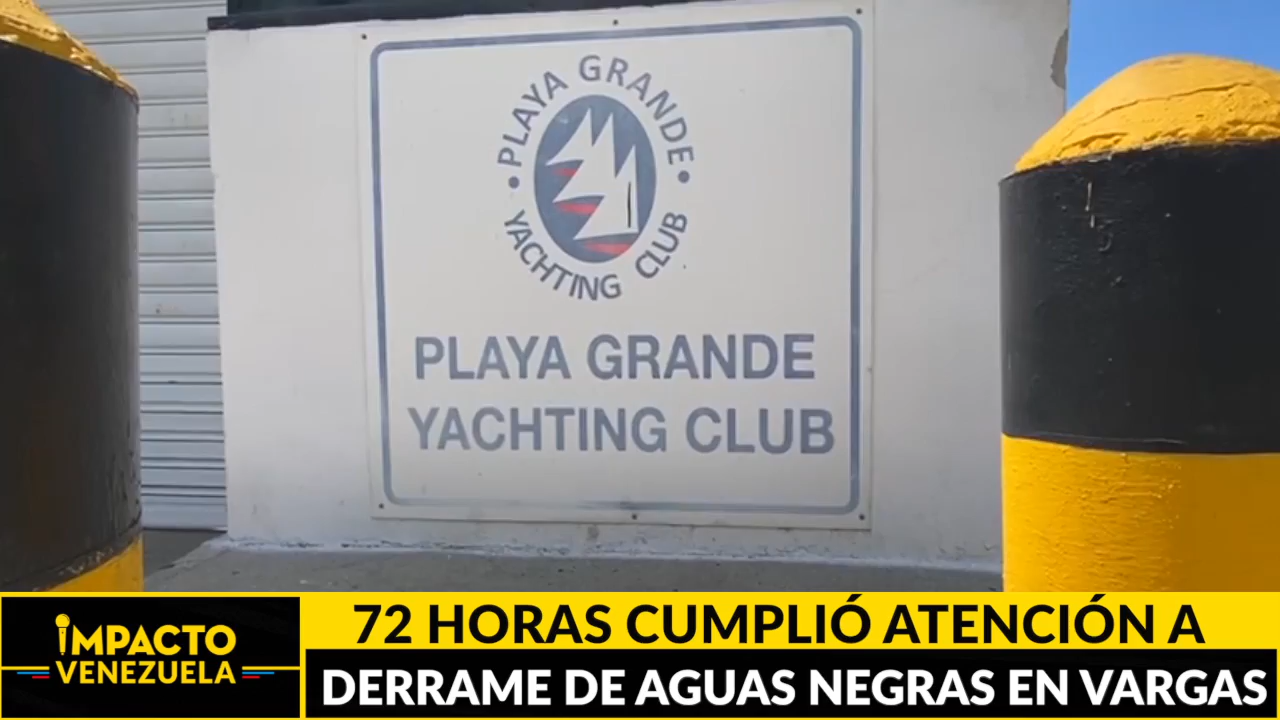 PLAYA GRANDE
YACHTING CLUB
PLAYA GRANDE
YACHTING CLUB
72 HORAS CUMPLIÓ ATENCIÓN A
IMPACTO
VENEZUELA
DERRAME DE AGUAS NEGRAS EN VARGAS